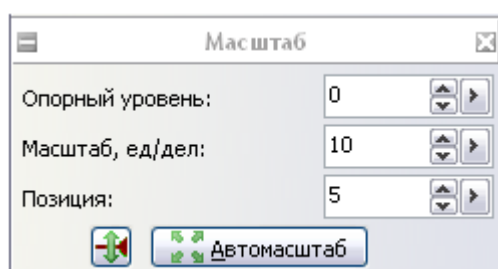 Масштаб
Опорный уровень: 0
Масштаб, ед/дел: 10
Позиция: 5
Автомасштаб